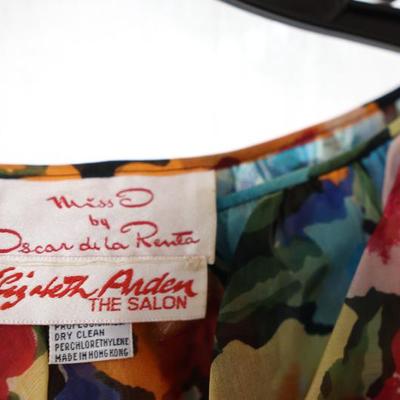 Miss O
by
Oscar de la Renta
Elizabeth Arden
THE SALON
PROFESSIONAL
DRY CLEAN
PERCHLORETHYLENE
MADE IN HONG KONG